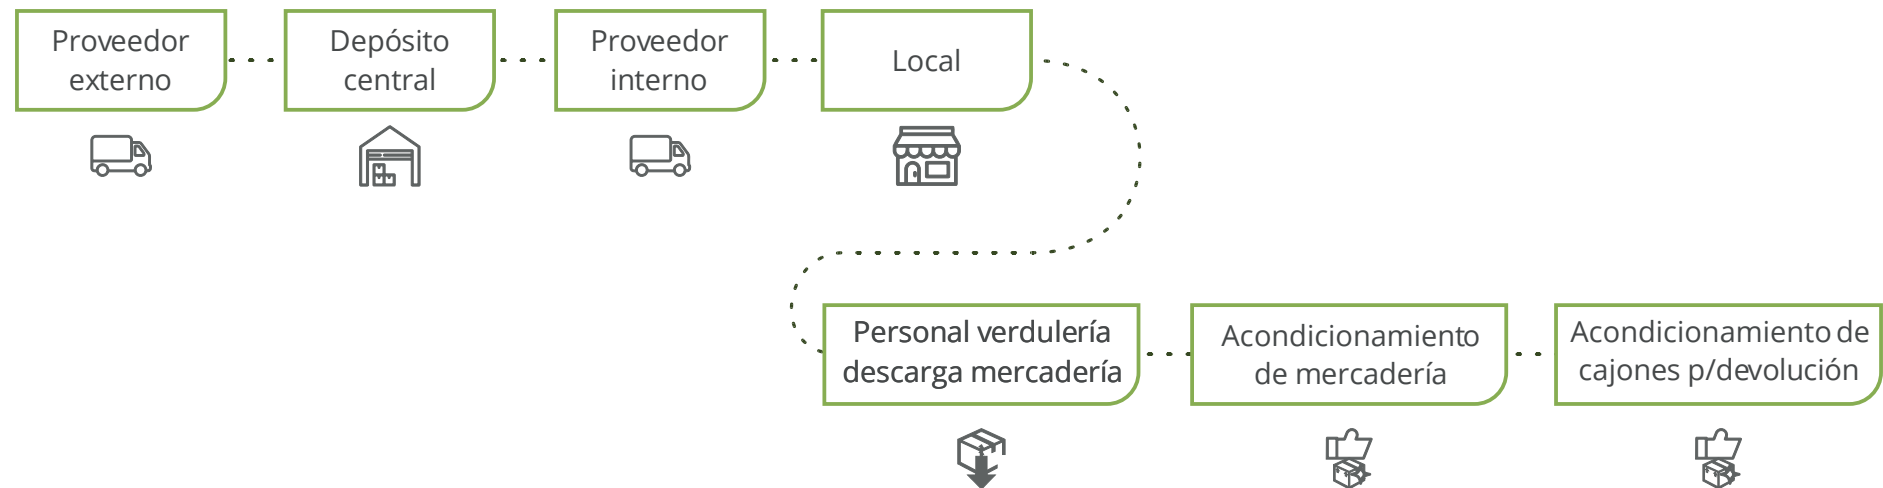 Proveedor
externo
Depósito
central
Proveedor
interno
Local
Personal verdulería
descarga mercadería
Acondicionamiento
de mercadería
Acondicionamiento de
cajones p/devolución